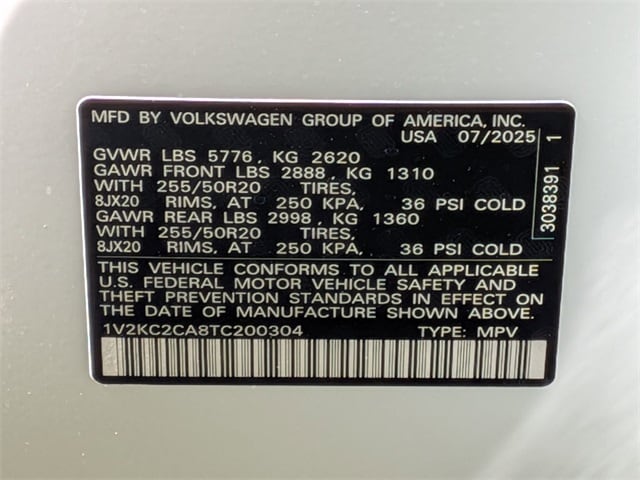 MFD BY VOLKSWAGEN GROUP OF AMERICA, INC.
USA 07/2025
GVWR LBS 5776 , KG 2620
GAWR FRONT LBS 2888 , KG 1310
WITH 255/50R20 TIRES,
8JX20 RIMS, AT 250 KPA, 36 PSI COLD
GAWR REAR LBS 2998 , KG 1360
WITH 255/50R20 TIRES,
8JX20 RIMS, AT 250 KPA, 36 PSI COLD
THIS VEHICLE CONFORMS TO ALL APPLICABLE
U.S. FEDERAL MOTOR VEHICLE SAFETY AND
THEFT PREVENTION STANDARDS IN EFFECT ON
THE DATE OF MANUFACTURE SHOWN ABOVE.
1V2KC2CA8TC200304 TYPE: MPV
3038391 1